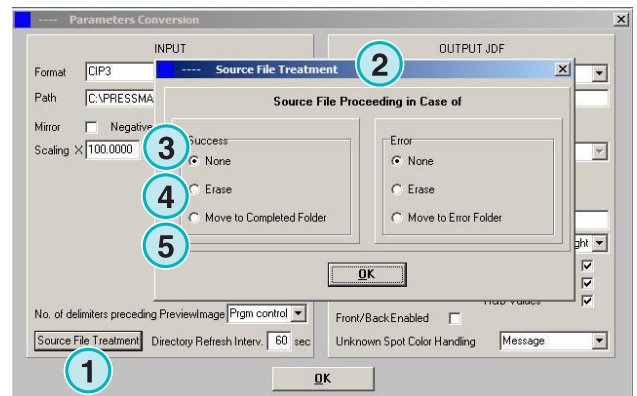 ---- Parameters Conversion
INPUT
OUTPUT JDF
Format CIP3
Path C:\PRESSMA
Mirror Negative
Scaling X 100.0000
---- Source File Treatment
Source File Proceeding in Case of
Success
None
Erase
Move to Completed Folder
Error
None
Erase
Move to Error Folder
OK
1
2
3
4
5
ght
No. of delimiters preceding PreviewImage Prgm control
Source File Treatment Directory Refresh Interv. 60 sec
Values
Front/Back Enabled
Unknown Spot Color Handling Message
OK